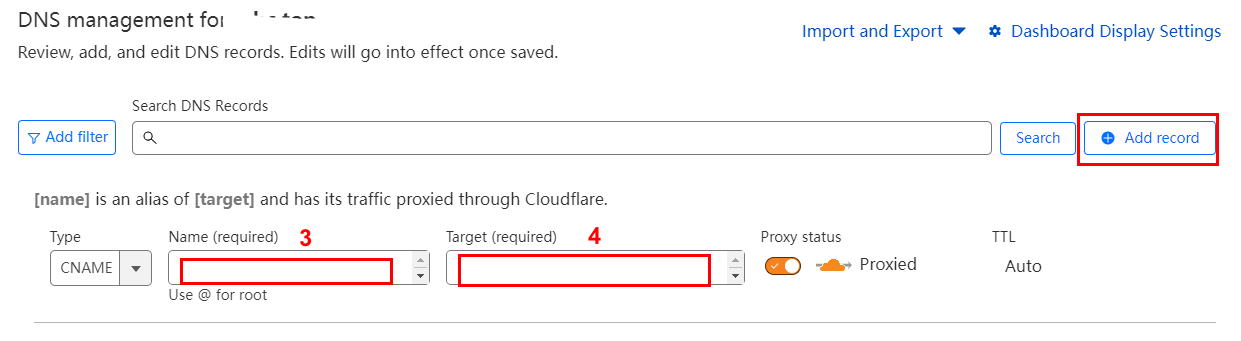 DNS management for
Review, add, and edit DNS records. Edits will go into effect once saved.
Import and Export
Dashboard Display Settings
Search DNS Records
Add filter
Search
Add record
[name] is an alias of [target] and has its traffic proxied through Cloudflare.
Type
Name (required)
3
Target (required)
4
Proxy status
TTL
CNAME
Proxied
Auto
Use @ for root